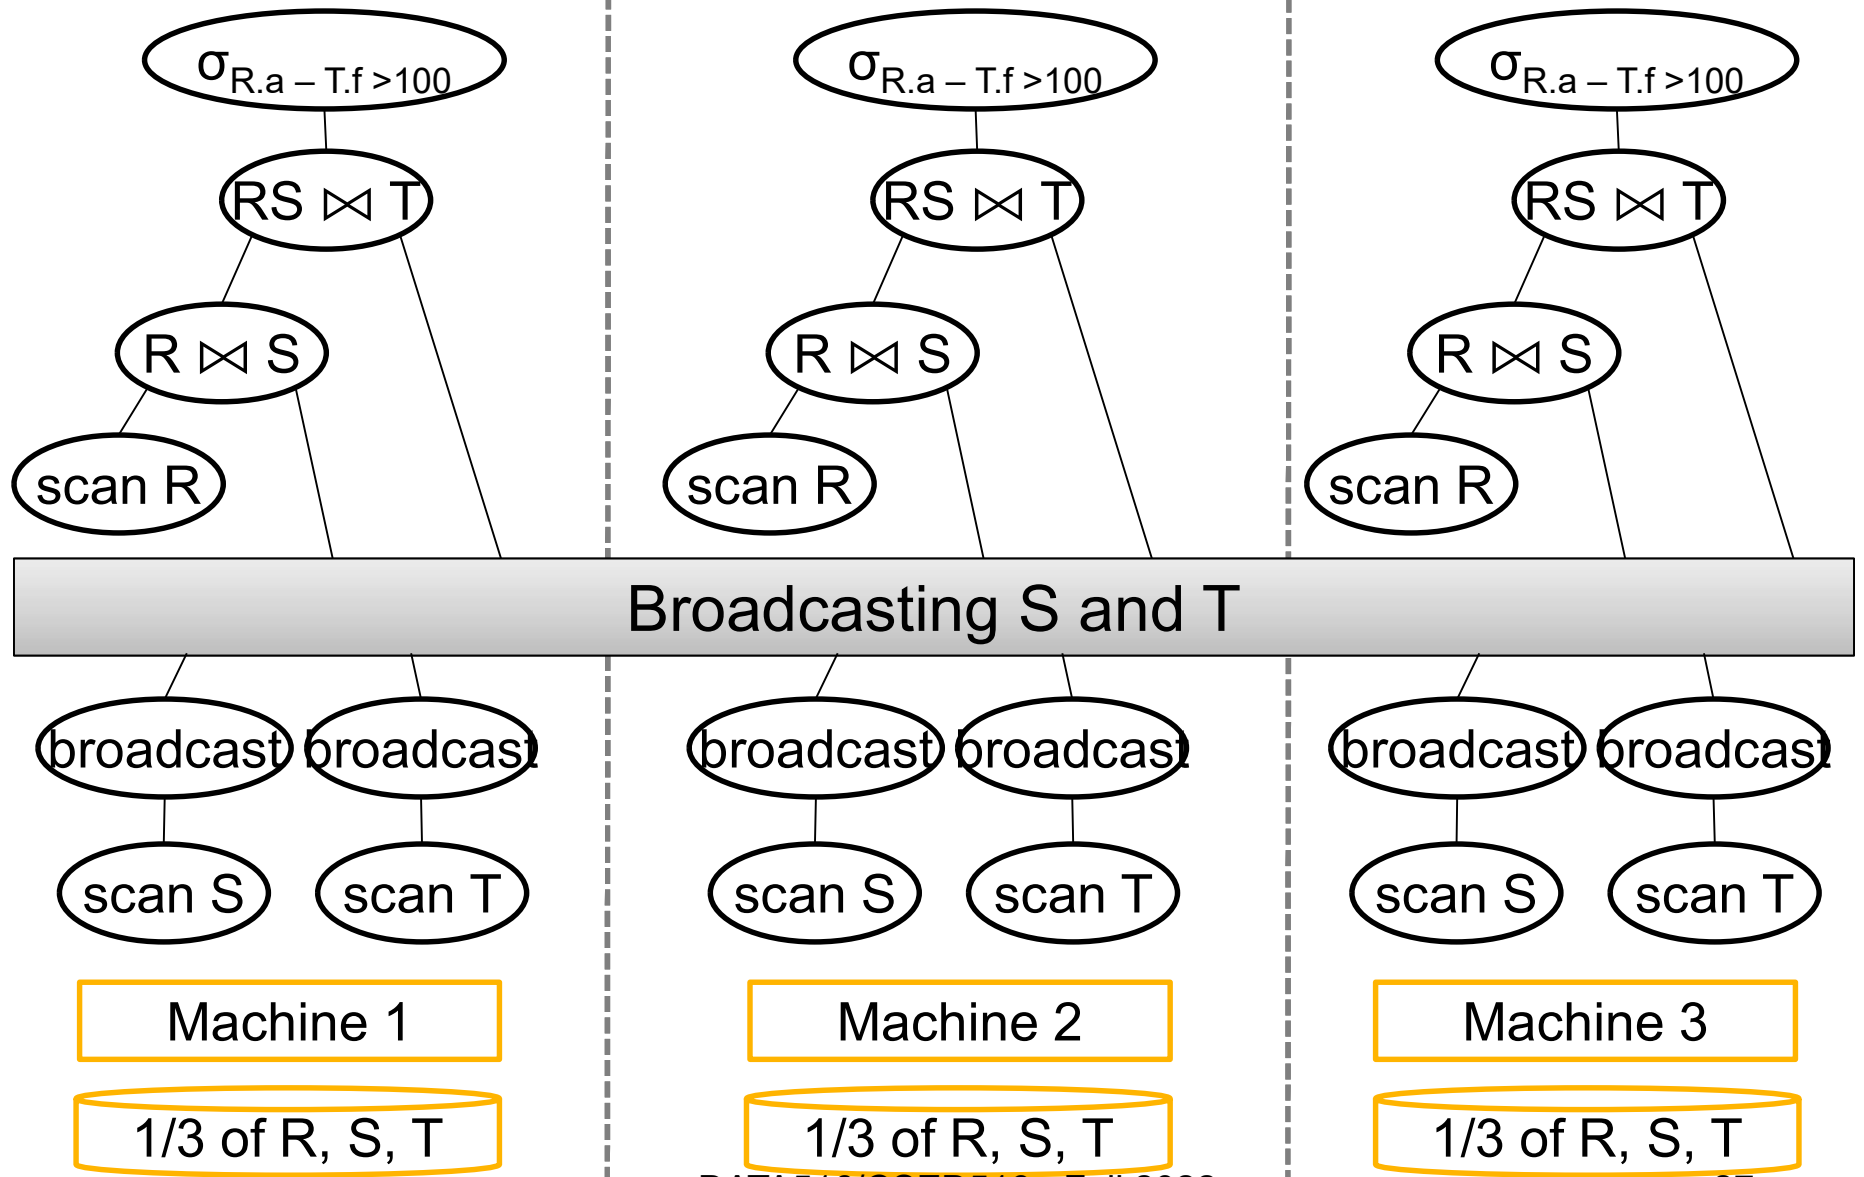 σR.a – T.f >100 σR.a – T.f >100 σR.a – T.f >100
RS ⋈ T RS ⋈ T RS ⋈ T
R ⋈ S R ⋈ S R ⋈ S
scan R scan R scan R
Broadcasting S and T
broadcast broadcast broadcast broadcast broadcast broadcast
scan S scan T scan S scan T scan S scan T
Machine 1 Machine 2 Machine 3
1/3 of R, S, T 1/3 of R, S, T 1/3 of R, S, T